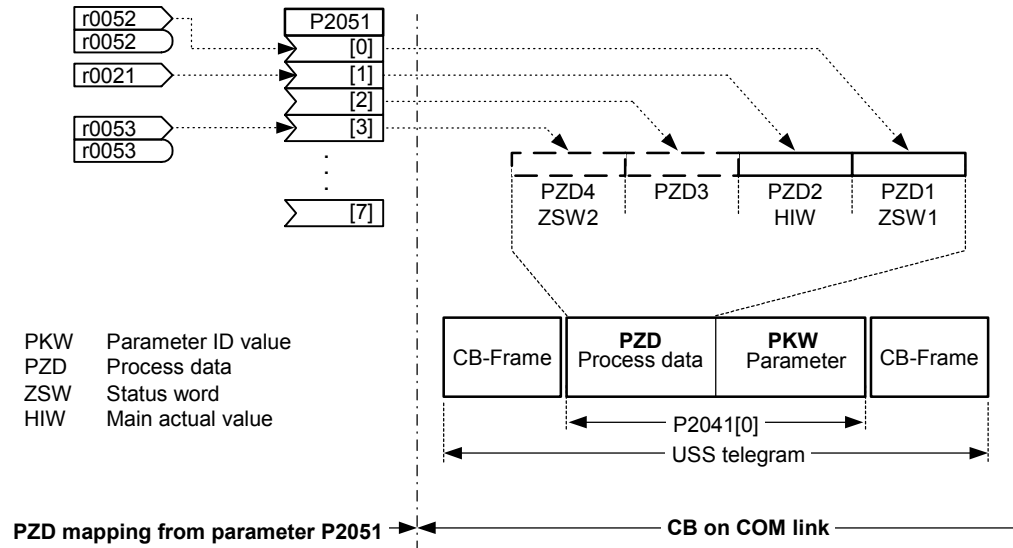 r0052
r0052
r0021
r0053
r0053
P2051
[0]
[1]
[2]
[3]
[7]
PZD4
ZSW2
PZD3
PZD2
HIW
PZD1
ZSW1
PKW Parameter ID value
PZD Process data
ZSW Status word
HIW Main actual value
CB-Frame
PZD
Process data
PKW
Parameter
CB-Frame
P2041[0]
USS telegram
PZD mapping from parameter P2051
CB on COM link